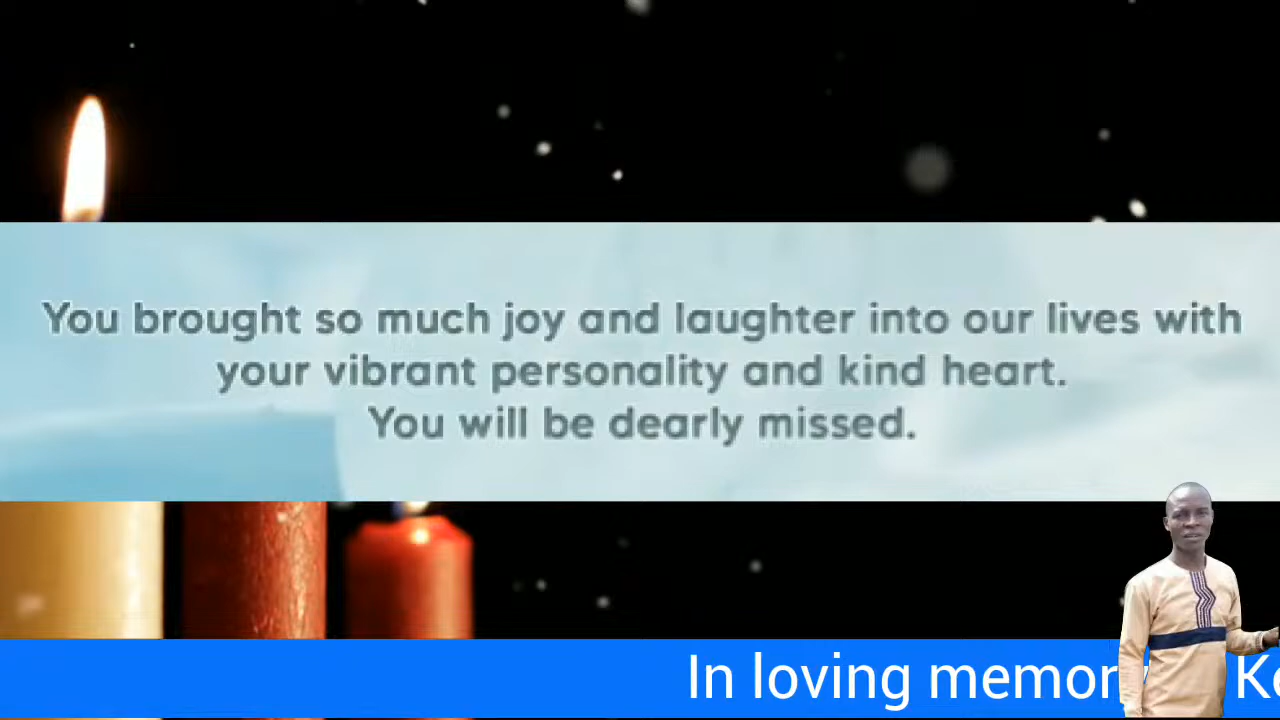 You brought so much joy and laughter into our lives with
your vibrant personality and kind heart.
You will be dearly missed.
In loving memory